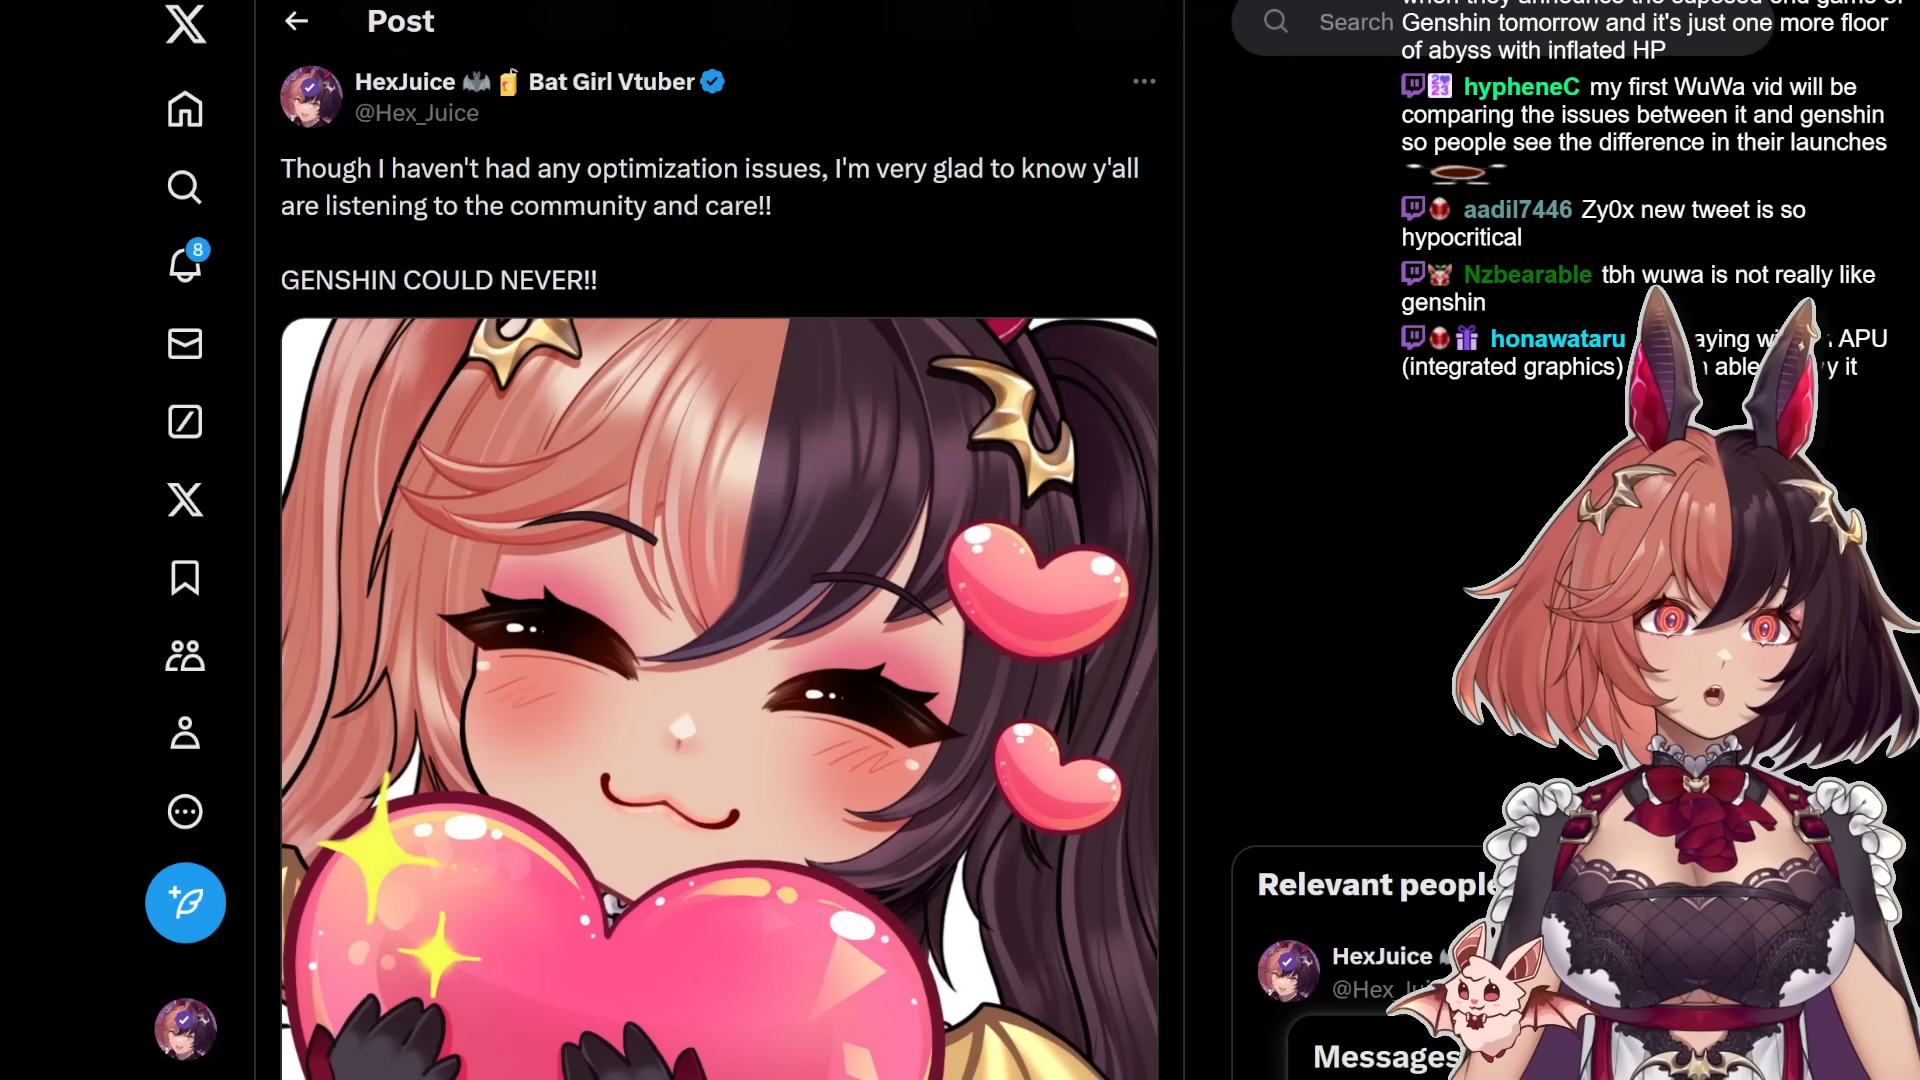 Post
HexJuice Bat Girl Vtuber
@Hex_Juice
Though I haven't had any optimization issues, I'm very glad to know y'all
are listening to the community and care!!
GENSHIN COULD NEVER!!
8
Search
Genshin tomorrow and it's just one more floor
of abyss with inflated HP
hypheneC my first WuWa vid will be
comparing the issues between it and genshin
so people see the difference in their launches
aadil7446 Zy0x new tweet is so
hypocritical
Nzbearable tbh wuwa is not really like
genshin
honawataru APU
(integrated graphics) able it
Relevant people
HexJuice
@Hex
Messages